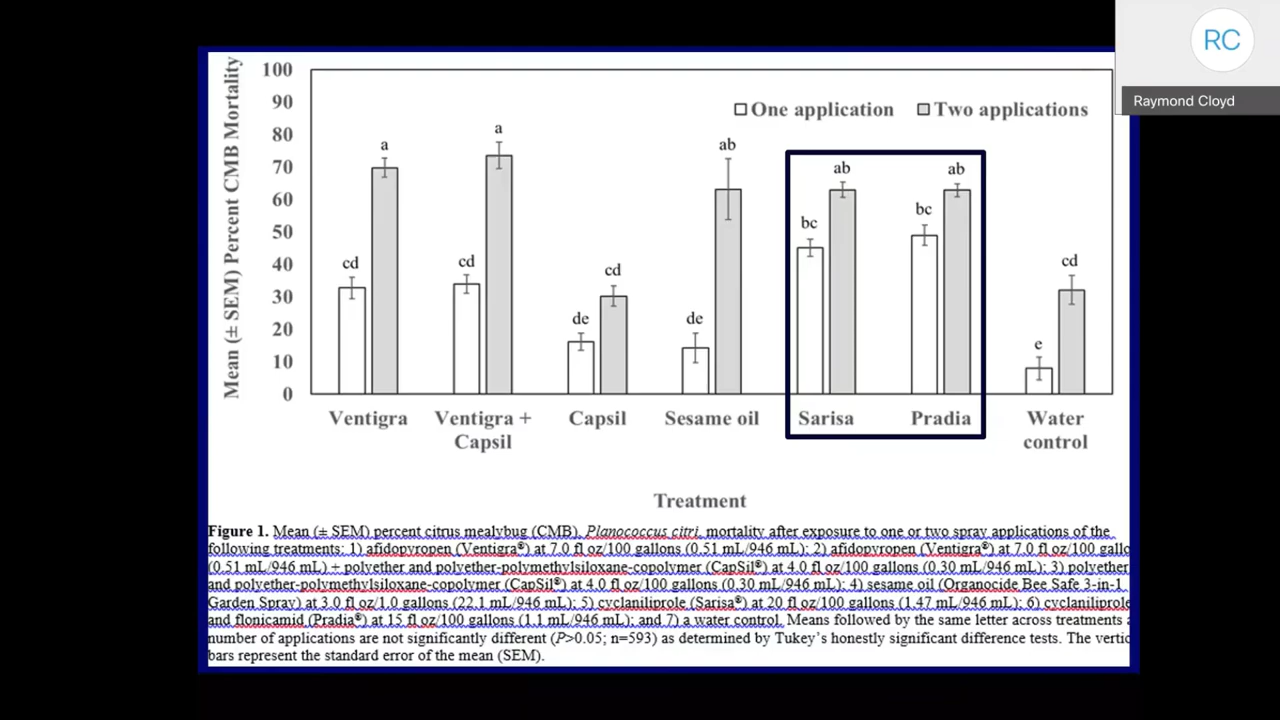 RC
Raymond Cloyd
Mean (± SEM) Percent CMB Mortality
100
90
80
70
60
50
40
30
20
10
0
One application
Two applications
cd
a
cd
a
de
cd
de
ab
bc
ab
bc
ab
e
cd
Ventigra
Ventigra +
Capsil
Capsil
Sesame oil
Sarisa
Pradia
Water
control
Treatment
Figure 1. Mean (± SEM) percent citrus mealybug (CMB), Planococcus citri, mortality after exposure to one or two spray applications of the
following treatments: 1) afidopyropen (Ventigra®) at 7.0 fl oz/100 gallons (0.51 mL/946 mL); 2) afidopyropen (Ventigra®) at 7.0 fl oz/100 gallo
(0.51 mL/946 mL) + polyether and polyether-polymethylsiloxane-copolymer (CapSil®) at 4.0 fl oz/100 gallons (0.30 mL/946 mL); 3) polyether
and polyether-polymethylsiloxane-copolymer (CapSil®) at 4.0 fl oz/100 gallons (0.30 mL/946 mL); 4) sesame oil (Organocide Bee Safe 3-in-1
Garden Spray) at 3.0 fl oz/1.0 gallons (22.1 mL/946 mL); 5) cyclaniliprole (Sarisa®) at 20 fl oz/100 gallons (1.47 mL/946 mL); 6) cyclaniliprole
and flonicamid (Pradia®) at 15 fl oz/100 gallons (1.1 mL/946 mL); and 7) a water control. Means followed by the same letter across treatments
number of applications are not significantly different (P>0.05; n=593) as determined by Tukey's honestly significant difference tests. The vertic
bars represent the standard error of the mean (SEM).